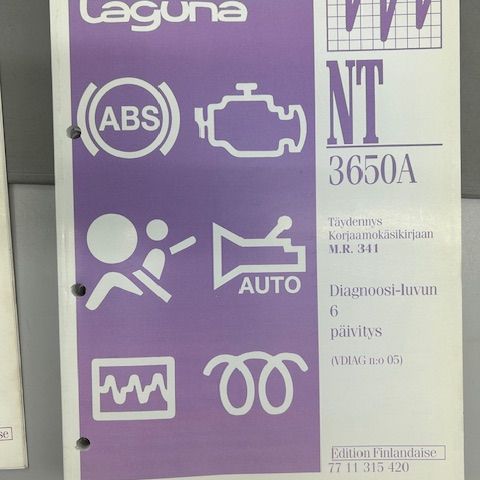 Laguna
ABS
AUTO
NT
3650A
Täydennys
Korjaamokäsikirjaan
M.R. 341
Diagnoosi-luvun
6
päivitys
(VDIAG n:o 05)
Edition Finlandaise
77 11 315 420